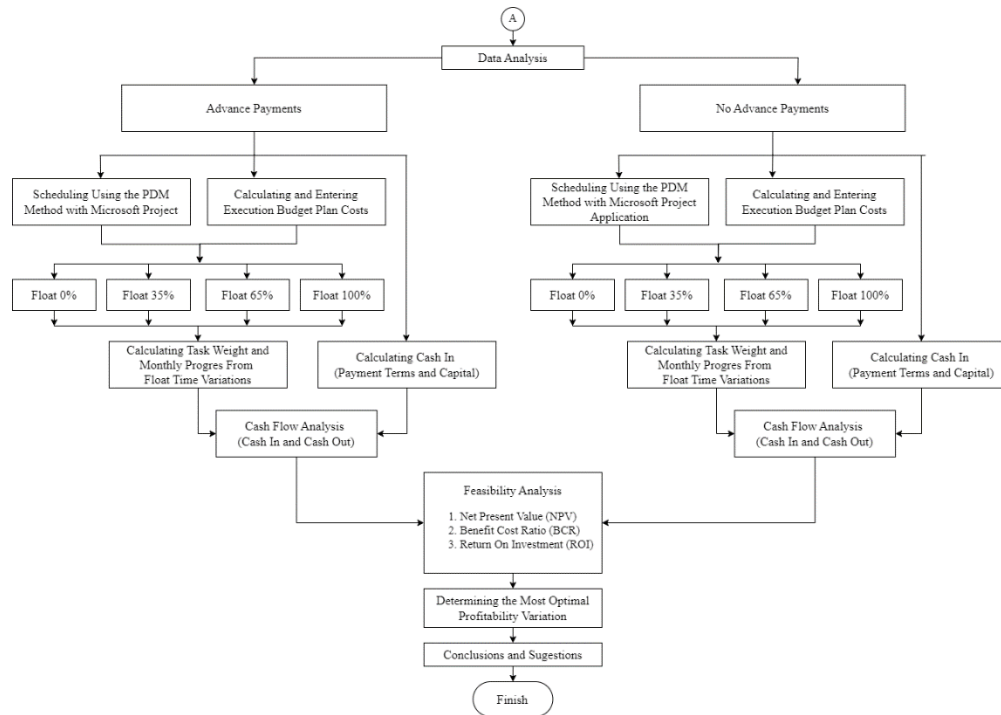 A
Data Analysis
Advance Payments
No Advance Payments
Scheduling Using the PDM
Method with Microsoft Project
Calculating and Entering
Execution Budget Plan Costs
Scheduling Using the PDM
Method with Microsoft Project
Application
Calculating and Entering
Execution Budget Plan Costs
Float 0%
Float 35%
Float 65%
Float 100%
Float 0%
Float 35%
Float 65%
Float 100%
Calculating Task Weight and
Monthly Progres From
Float Time Variations
Calculating Cash In
(Payment Terms and Capital)
Calculating Task Weight and
Monthly Progres From
Float Time Variations
Calculating Cash In
(Payment Terms and Capital)
Cash Flow Analysis
(Cash In and Cash Out)
Cash Flow Analysis
(Cash In and Cash Out)
Feasibility Analysis
1. Net Present Value (NPV)
2. Benefit Cost Ratio (BCR)
3. Return On Investment (ROI)
Determining the Most Optimal
Profitability Variation
Conclusions and Sugestions
Finish